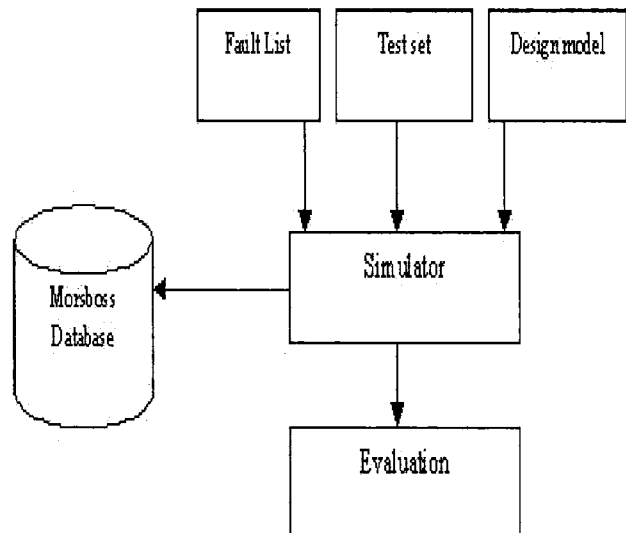 Fault List
Test set
Design model
Simulator
Morsboss
Database
Evaluation